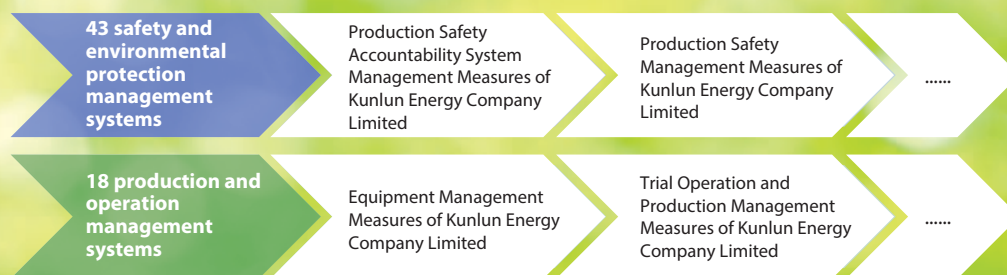 43 safety and
environmental
protection
management
systems
Production Safety
Accountability System
Management Measures of
Kunlun Energy Company
Limited
Production Safety
Management Measures of
Kunlun Energy Company
Limited
......
18 production and
operation
management
systems
Equipment Management
Measures of Kunlun Energy
Company Limited
Trial Operation and
Production Management
Measures of Kunlun Energy
Company Limited
......